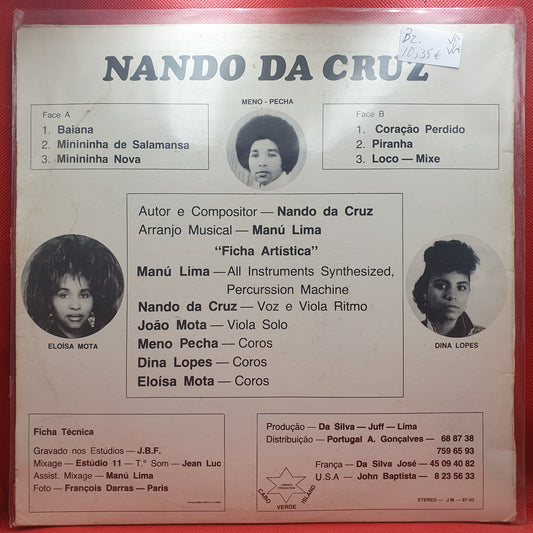 Bz.
10,35€
NANDO DA CRUZ
MENO - PECHA
Face A
1. Baiana
2. Minininha de Salamansa
3. Minininha Nova
Face B
1. Coração Perdido
2. Piranha
3. Loco — Mixe
Autor e Compositor — Nando da Cruz
Arranjo Musical — Manú Lima
“Ficha Artística”
Manú Lima — All Instruments Synthesized,
Percurssion Machine
Nando da Cruz — Voz e Viola Ritmo
João Mota — Viola Solo
Meno Pecha — Coros
Dina Lopes — Coros
Eloísa Mota — Coros
ELOÍSA MOTA
DINA LOPES
Ficha Técnica
Gravado nos Estúdios — J.B.F.
Mixage — Estúdio 11 — T.º Som — Jean Luc
Assist. Mixage — Manú Lima
Foto — François Darras — Paris
Produção — Da Silva — Juff — Lima
Distribuição — Portugal A. Gonçalves — 68 87 38
759 65 93
França — Da Silva José — 45 09 40 82
U.S.A — John Baptista — 8 23 56 33
CABO VERDE ISLAND
STEREO — J.M. — 87-03